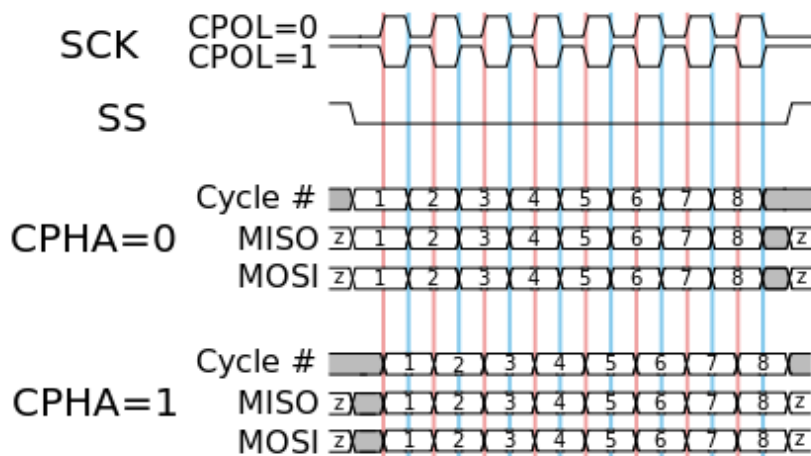 SCK CPOL=0
CPOL=1
SS
Cycle # 1 2 3 4 5 6 7 8
CPHA=0 MISO z 1 2 3 4 5 6 7 8 z
MOSI z 1 2 3 4 5 6 7 8 z
Cycle # 1 2 3 4 5 6 7 8
CPHA=1 MISO z 1 2 3 4 5 6 7 8 z
MOSI z 1 2 3 4 5 6 7 8 z